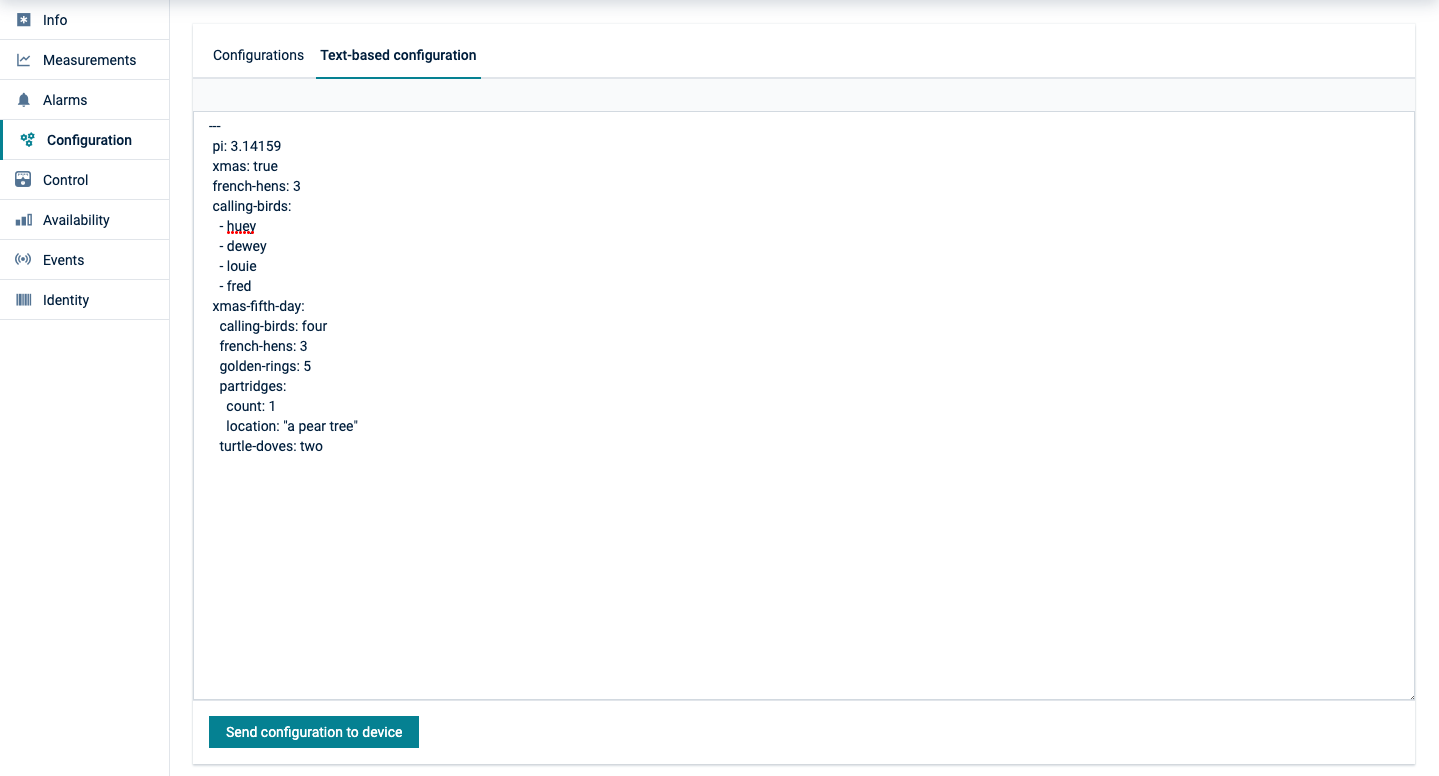 Info
Measurements
Alarms
Configuration
Control
Availability
Events
Identity
Configurations Text-based configuration
---
pi: 3.14159
xmas: true
french-hens: 3
calling-birds:
- huey
- dewey
- louie
- fred
xmas-fifth-day:
calling-birds: four
french-hens: 3
golden-rings: 5
partridges:
count: 1
location: "a pear tree"
turtle-doves: two
Send configuration to device